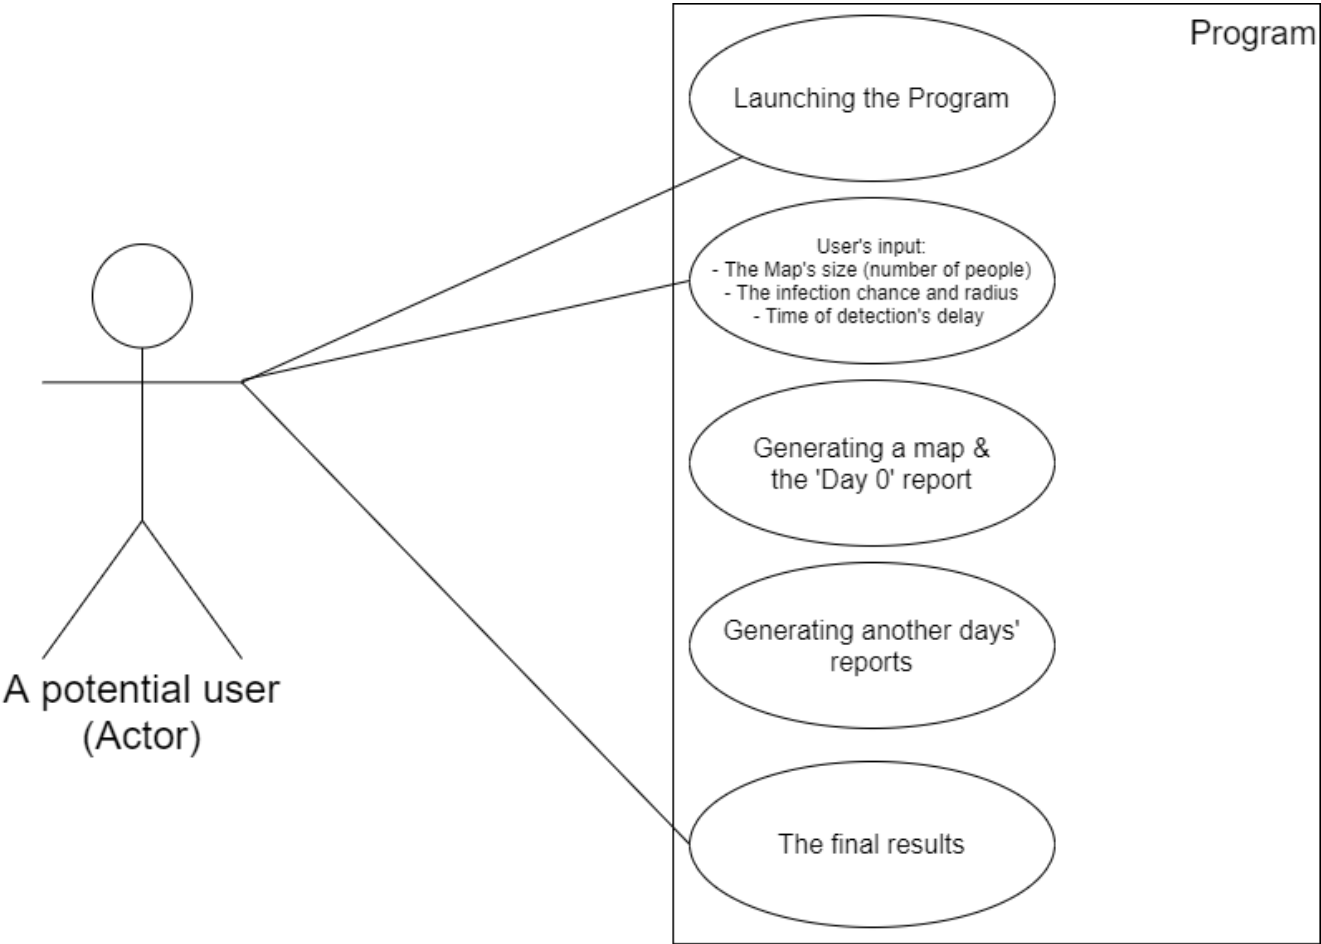 Program
Launching the Program
User's input:
- The Map's size (number of people)
- The infection chance and radius
- Time of detection's delay
Generating a map &
the 'Day 0' report
Generating another days'
reports
A potential user
(Actor)
The final results